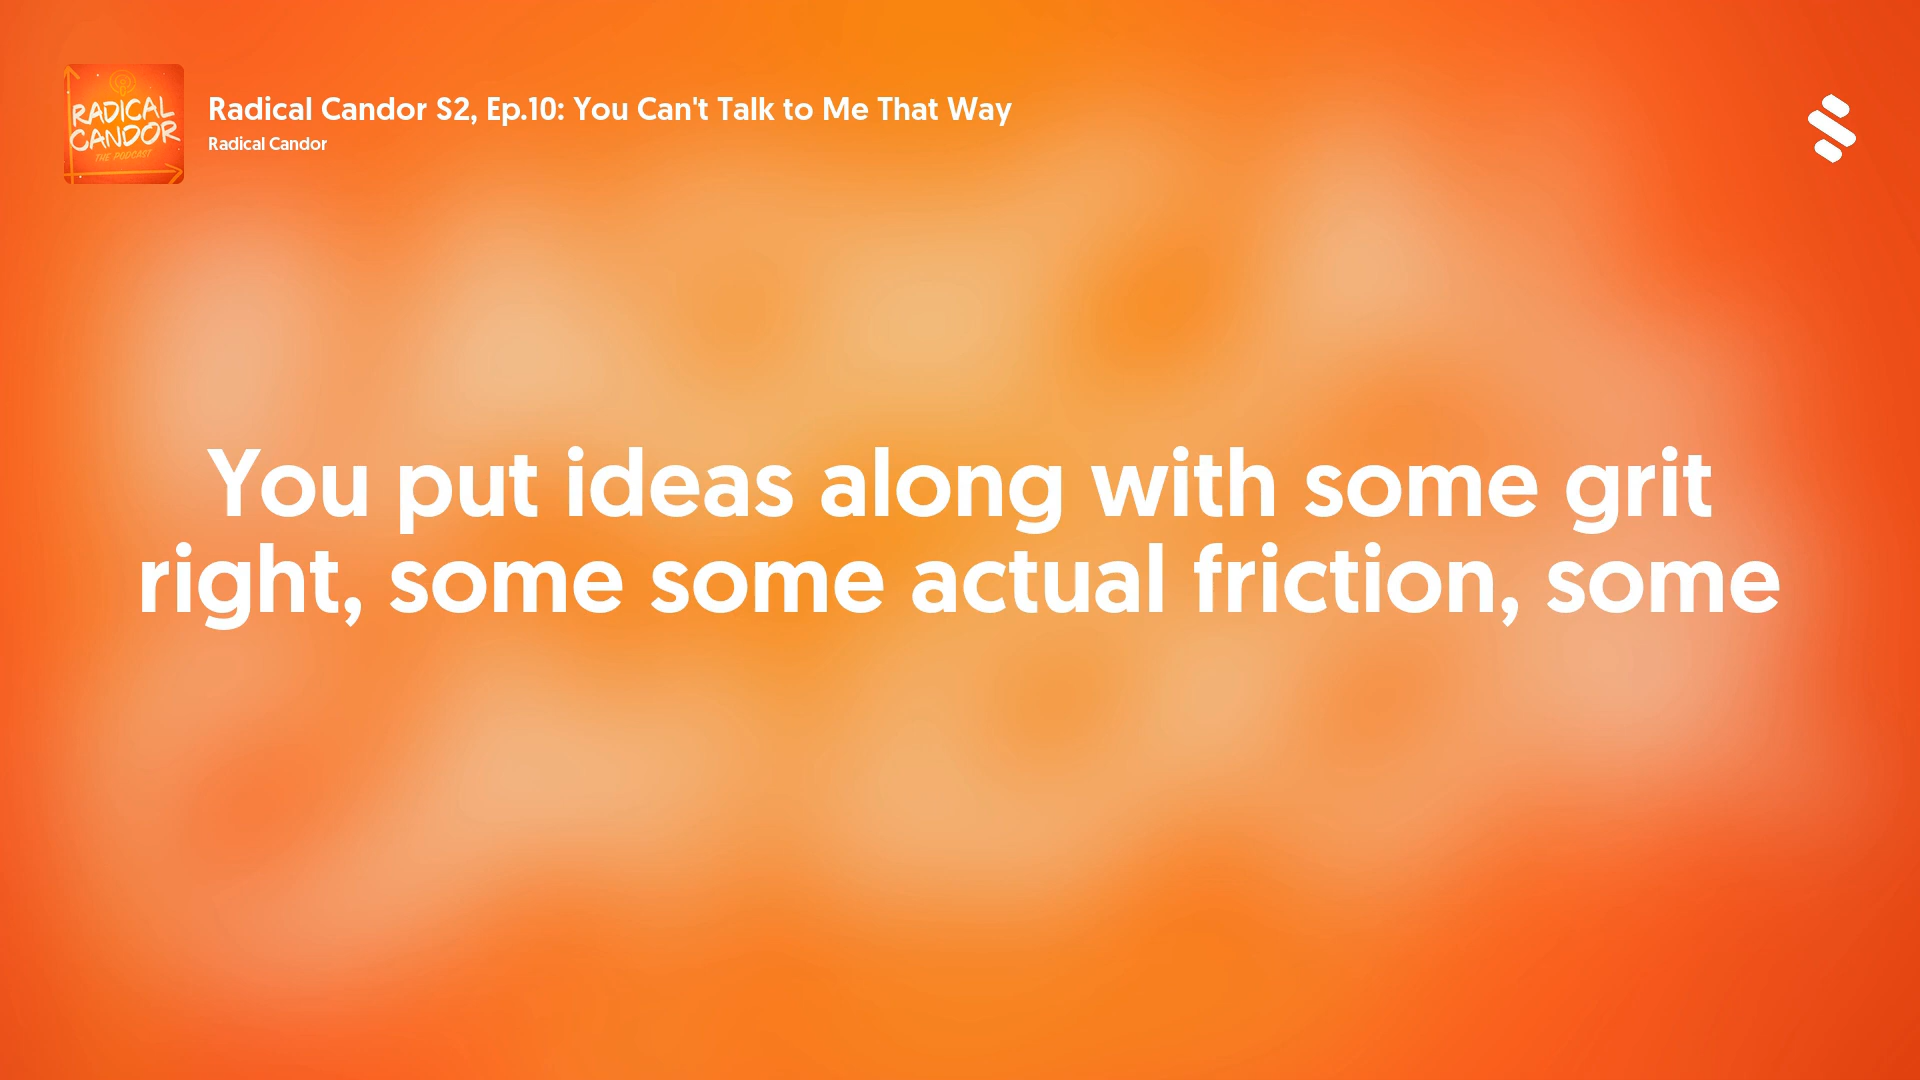 RADICAL
CANDOR
THE PODCAST
Radical Candor S2, Ep.10: You Can't Talk to Me That Way
Radical Candor
You put ideas along with some grit
right, some some actual friction, some